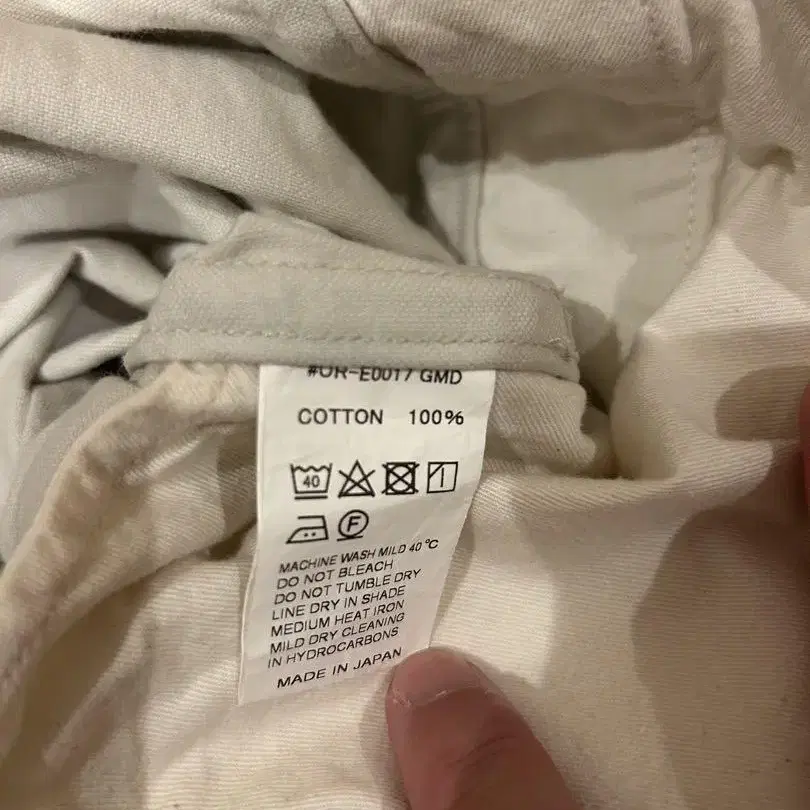 #OR-E0017 GMD
COTTON 100%
40
F
MACHINE WASH MILD 40 °C
DO NOT BLEACH
DO NOT TUMBLE DRY
LINE DRY IN SHADE
MEDIUM HEAT IRON
MILD DRY CLEANING
IN HYDROCARBONS
MADE IN JAPAN